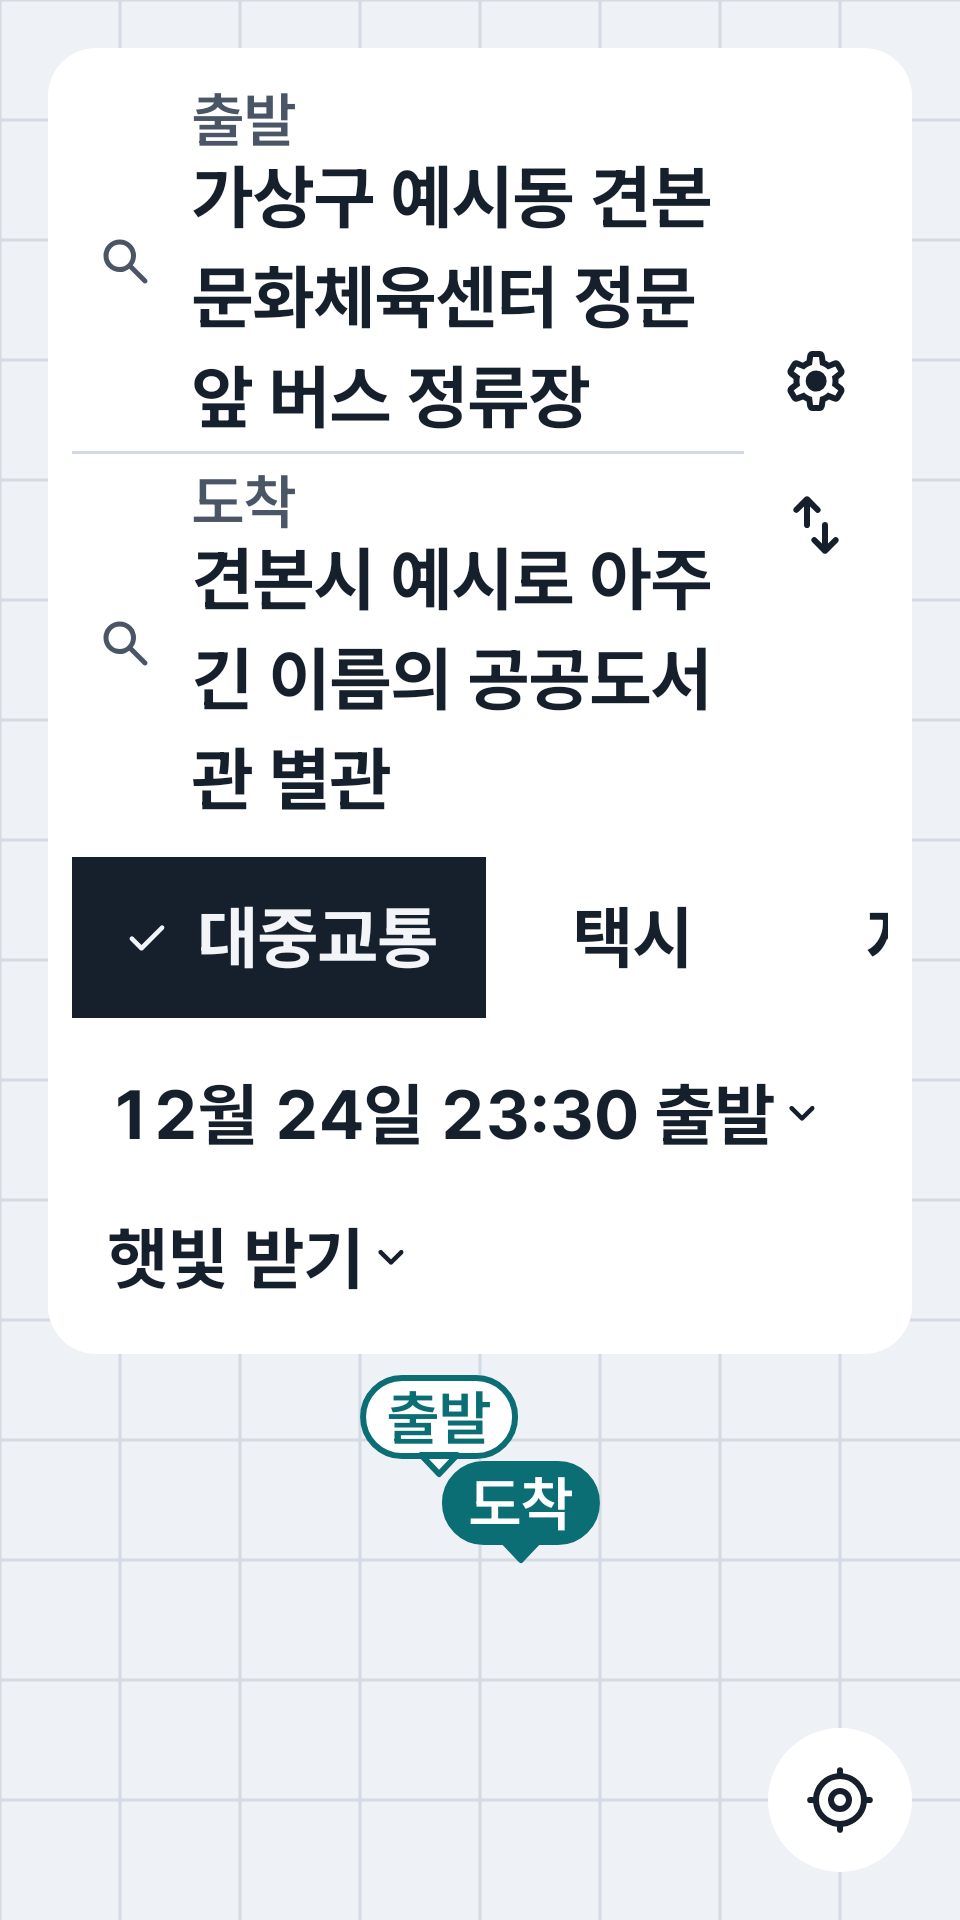 출발
가상구 예시동 견본
문화체육센터 정문
앞 버스 정류장
도착
견본시 예시로 아주
긴 이름의 공공도서
관 별관
대중교통 택시
12월 24일 23:30 출발
햇빛 받기
출발
도착